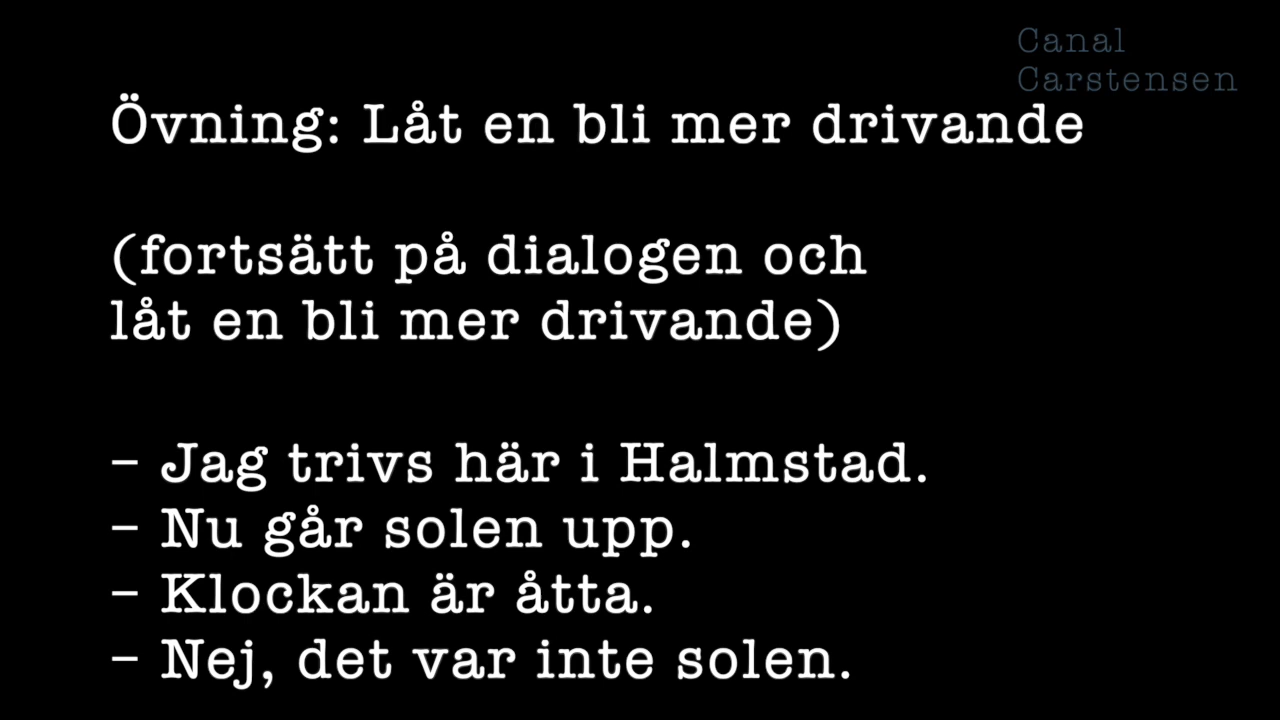 Canal
Carstensen
Övning: Låt en bli mer drivande
(fortsätt på dialogen och
låt en bli mer drivande)
– Jag trivs här i Halmstad.
– Nu går solen upp.
– Klockan är åtta.
– Nej, det var inte solen.